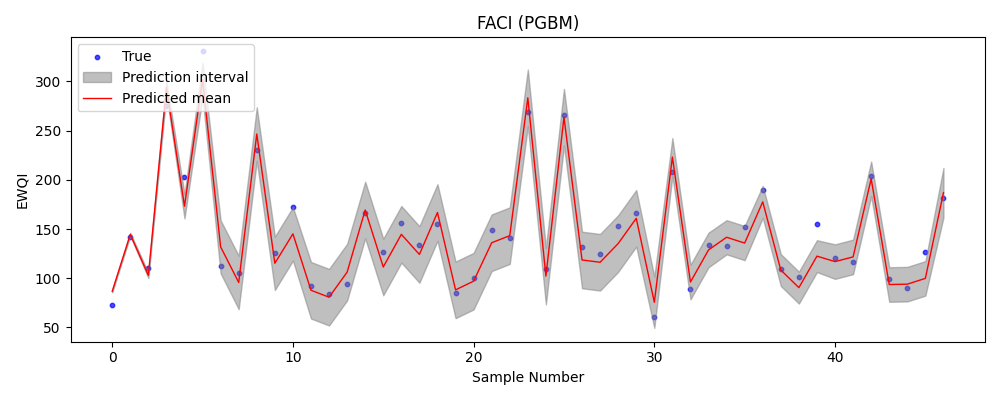 FACI (PGBM)
True
Prediction interval
Predicted mean
EWQI
300
250
200
150
100
50
0
10
20
30
40
Sample Number